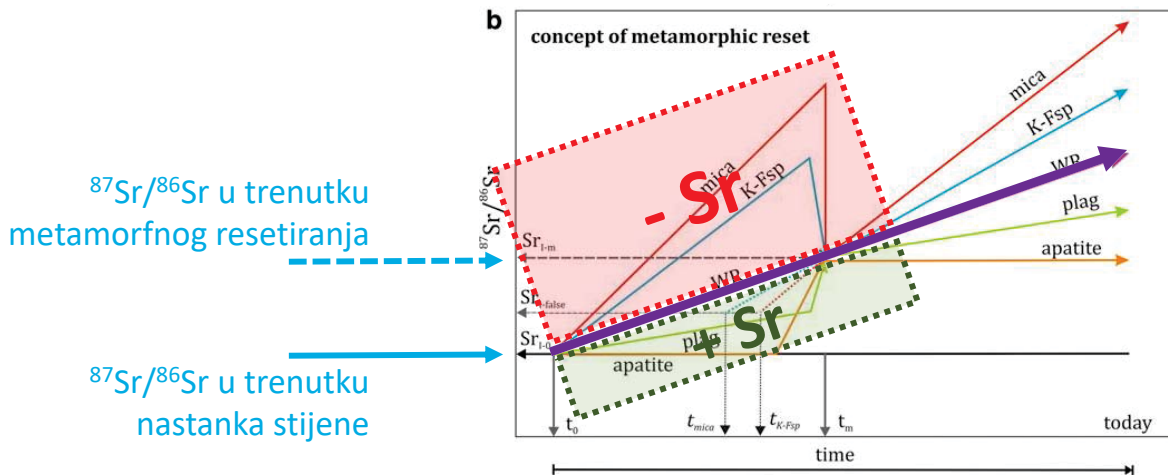 b
concept of metamorphic reset
mica
K-Fsp
WR
plag
apatite
87Sr/86Sr u trenutku
metamorfnog resetiranja
87Sr/86Sr
mica
K-Fsp
- Sr
SrI-m
WR
SrI-false
+ Sr
SrI-0
plag
apatite
87Sr/86Sr u trenutku
nastanka stijene
t0
tmica
tK-Fsp
tm
today
time